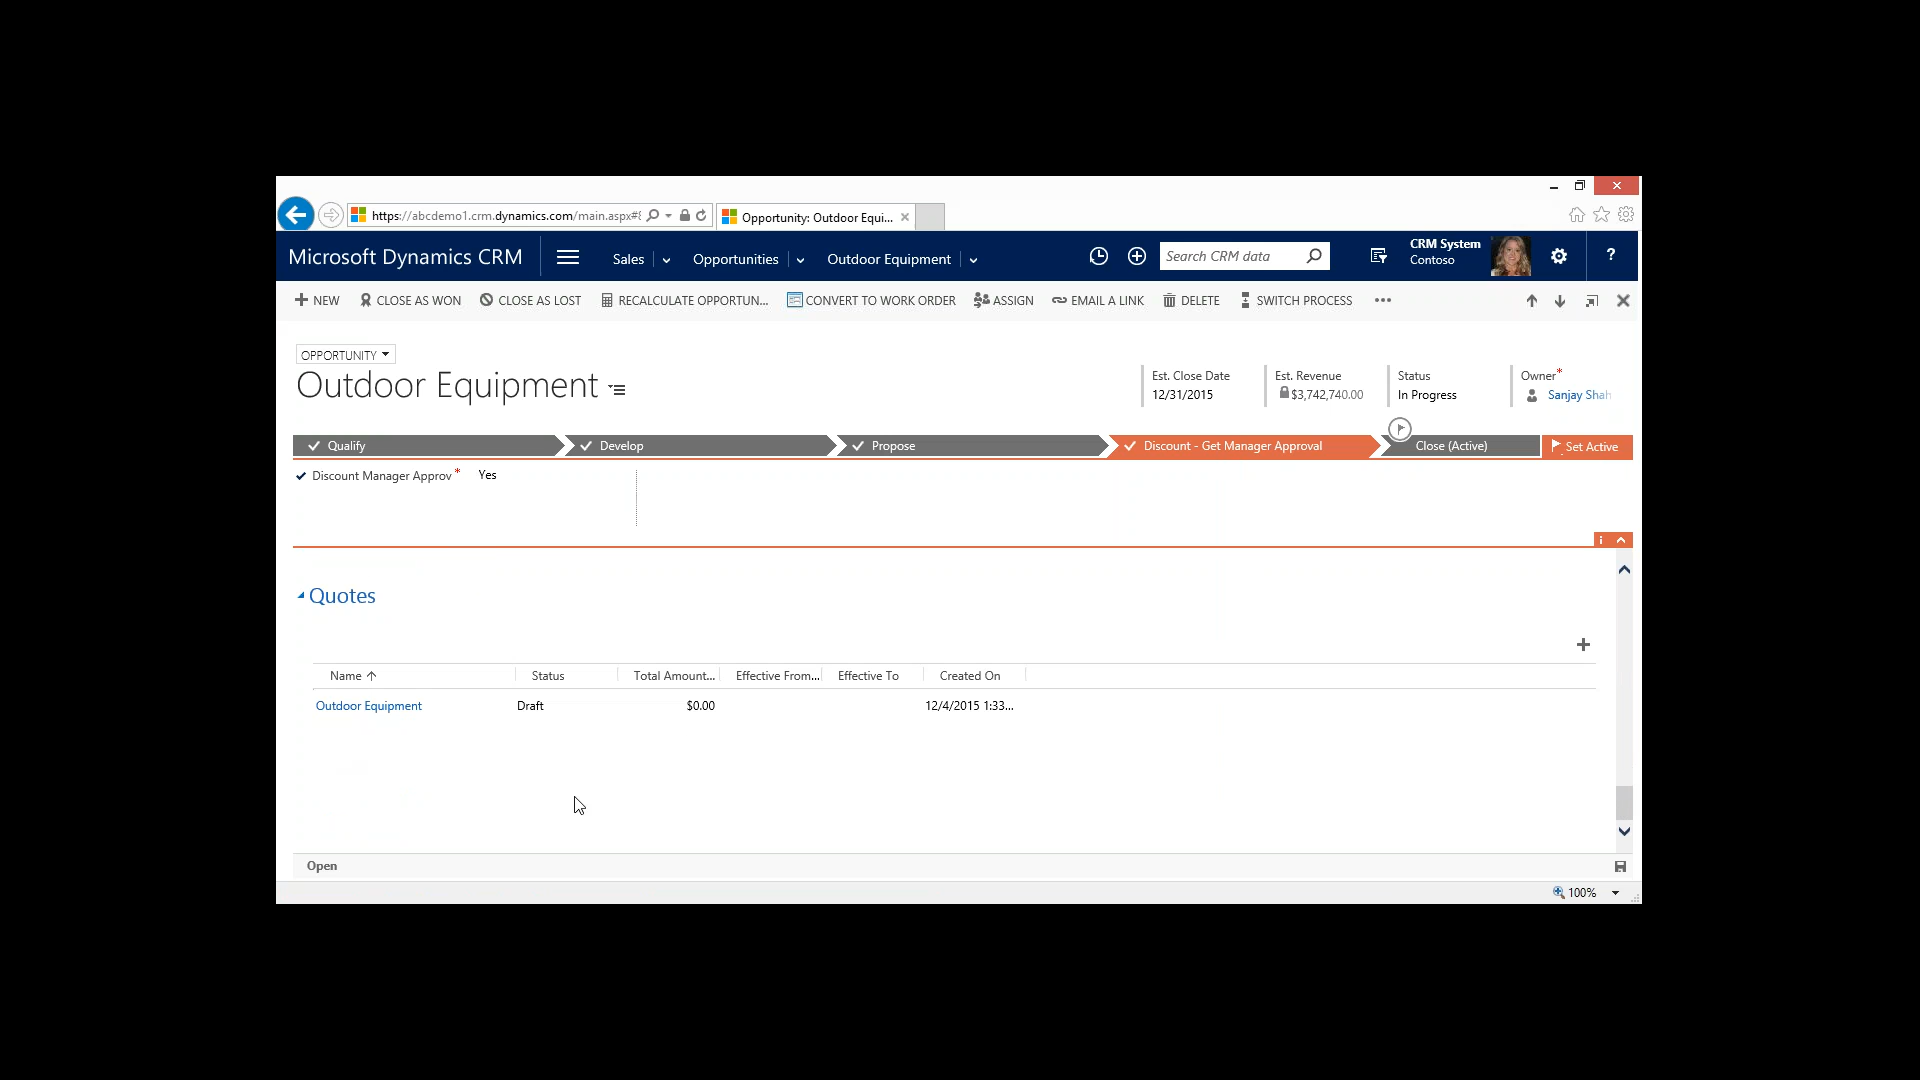 https://abcdemo1.crm.dynamics.com/main.aspx#
Opportunity: Outdoor Equi...
Microsoft Dynamics CRM
Sales
Opportunities
Outdoor Equipment
Search CRM data
CRM System
Contoso
?
NEW
CLOSE AS WON
CLOSE AS LOST
RECALCULATE OPPORTUN...
CONVERT TO WORK ORDER
ASSIGN
EMAIL A LINK
DELETE
SWITCH PROCESS
OPPORTUNITY
Outdoor Equipment
Est. Close Date
12/31/2015
Est. Revenue
$3,742,740.00
Status
In Progress
Owner*
Sanjay Shah
Qualify
Develop
Propose
Discount - Get Manager Approval
Close (Active)
Set Active
Discount Manager Approv*
Yes
i
Quotes
Name
Status
Total Amount...
Effective From...
Effective To
Created On
Outdoor Equipment
Draft
$0.00
12/4/2015 1:33...
Open
100%